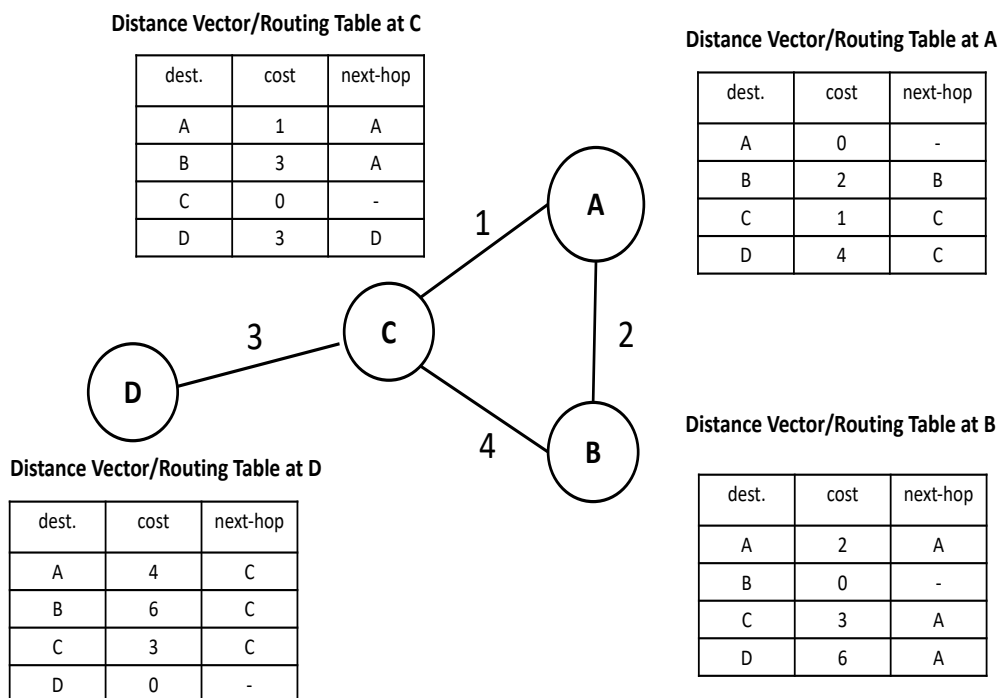 Distance Vector/Routing Table at C
dest. cost next-hop
A 1 A
B 3 A
C 0 -
D 3 D
Distance Vector/Routing Table at A
dest. cost next-hop
A 0 -
B 2 B
C 1 C
D 4 C
A
1
C
2
3
D
4
B
Distance Vector/Routing Table at D
dest. cost next-hop
A 4 C
B 6 C
C 3 C
D 0 -
Distance Vector/Routing Table at B
dest. cost next-hop
A 2 A
B 0 -
C 3 A
D 6 A